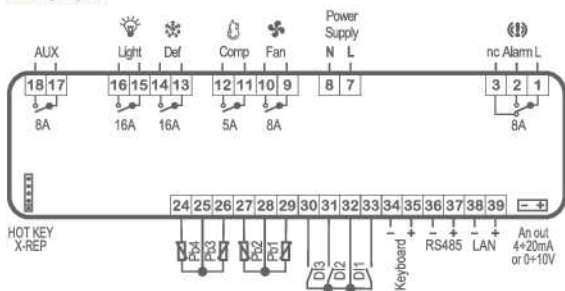 Power
Supply
AUX Light Def Comp Fan N L nc Alarm L
18 17 16 15 14 13 12 11 10 9 8 7 3 2 1
8A 16A 16A 5A 8A 8A
24 25 26 27 28 29 30 31 32 33 34 35 36 37 38 39 - +
HOT KEY
X-REP
Pb4 Pb3 Pb2 Pb1 DI3 DI2 DI1
- + - + - +
Keyboard RS485 LAN
An out
4÷20mA
or 0÷10V